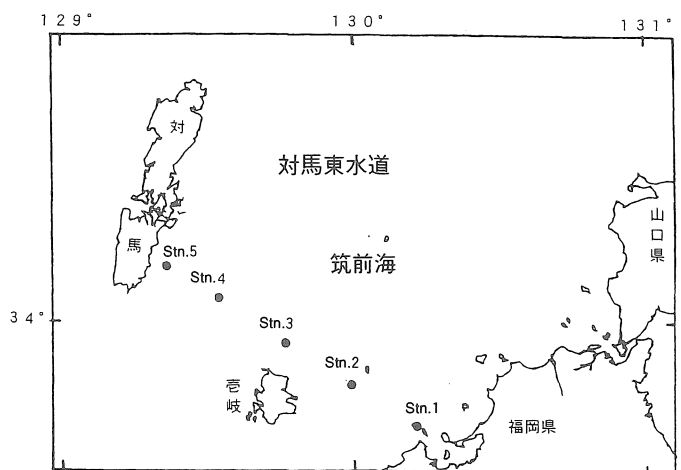 129°
130°
131°
対
馬
対馬東水道
山口県
筑前海
Stn.5
Stn.4
34°
Stn.3
Stn.2
壱岐
Stn.1
福岡県